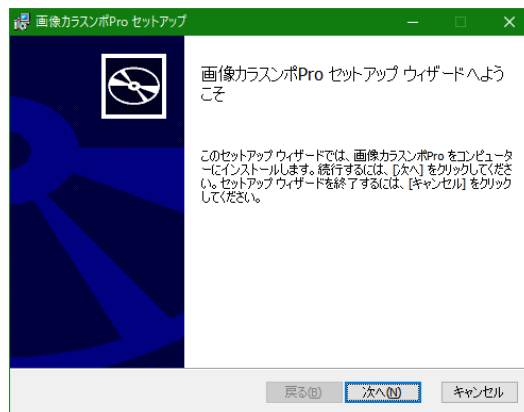 画像カラスンポPro セットアップ
画像カラスンポPro セットアップ ウィザードへよう
こそ
このセットアップ ウィザードでは、画像カラスンポPro をコンピュータ
ーにインストールします。続行するには、[次へ] をクリックしてくださ
い。セットアップ ウィザードを終了するには、[キャンセル] をクリック
してください。
戻る(B) 次へ(N) キャンセル